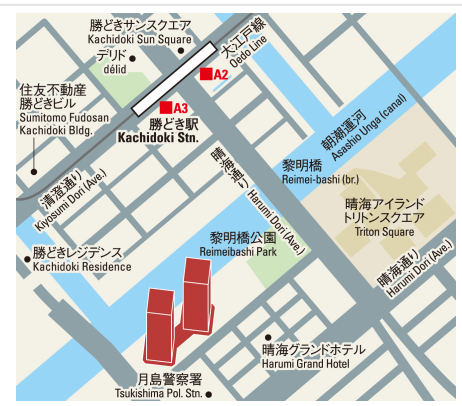 勝どきサンスクエア
Kachidoki Sun Square
大江戸線
Oedo Line
デリド
délid
A2
A3
住友不動産
勝どきビル
Sumitomo Fudosan
Kachidoki Bldg.
勝どき駅
Kachidoki Stn.
朝潮運河
Asashio Unga (canal)
清澄通り
Kiyosumi Dori (Ave.)
晴海通り
Harumi Dori (Ave.)
黎明橋
Reimei-bashi (br.)
晴海アイランド
トリトンスクエア
Triton Square
黎明橋公園
Reimeibashi Park
勝どきレジデンス
Kachidoki Residence
晴海通り
Harumi Dori (Ave.)
晴海グランドホテル
Harumi Grand Hotel
月島警察署
Tsukishima Pol. Stn.